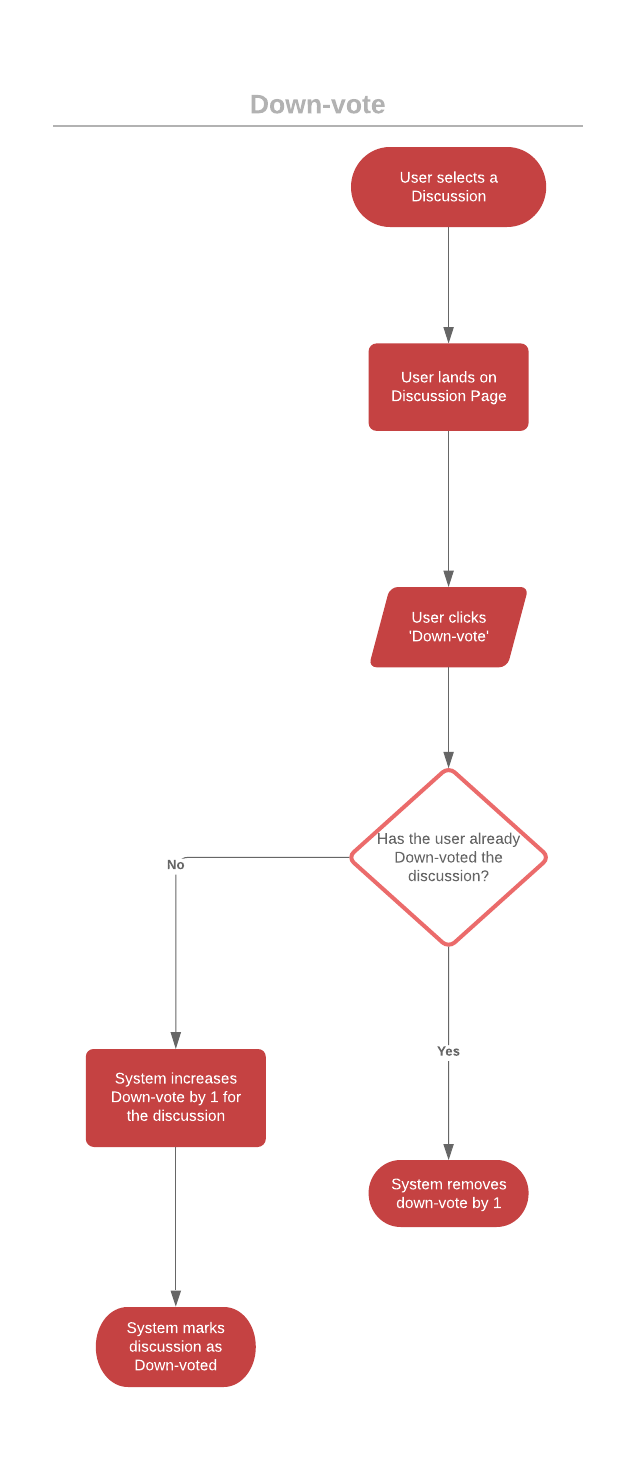 Down-vote
User selects a
Discussion
User lands on
Discussion Page
User clicks
'Down-vote'
Has the user already
Down-voted the
discussion?
No
Yes
System increases
Down-vote by 1 for
the discussion
System removes
down-vote by 1
System marks
discussion as
Down-voted